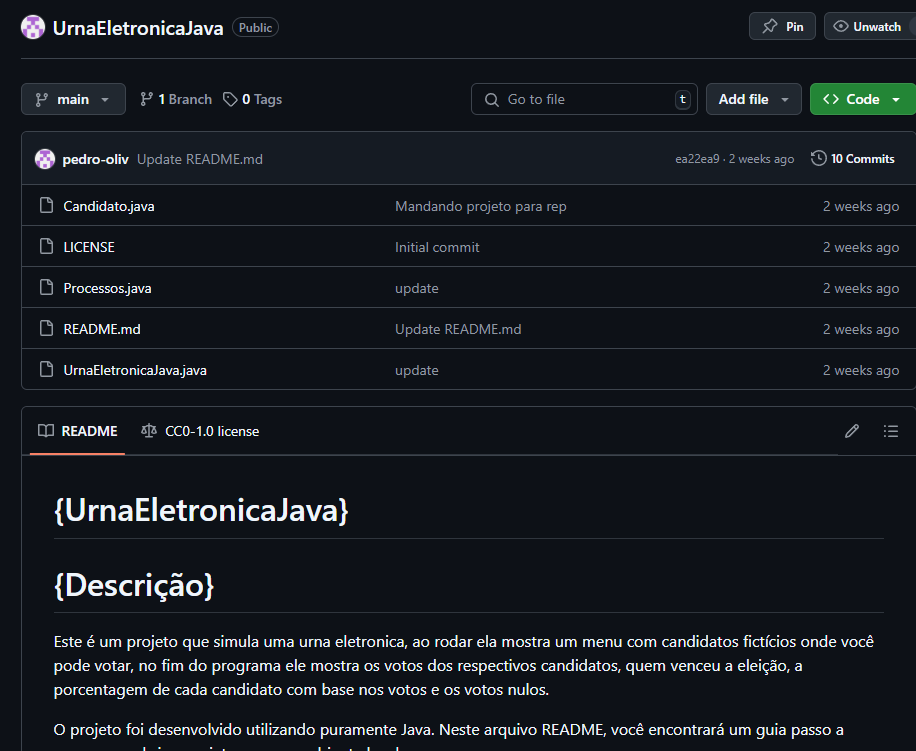 UrnaEletronicaJava Public Pin Unwatch
main 1 Branch 0 Tags Go to file t Add file Code
pedro-oliv Update README.md ea22ea9 · 2 weeks ago 10 Commits
Candidato.java Mandando projeto para rep 2 weeks ago
LICENSE Initial commit 2 weeks ago
Processos.java update 2 weeks ago
README.md Update README.md 2 weeks ago
UrnaEletronicaJava.java update 2 weeks ago
README CC0-1.0 license
{UrnaEletronicaJava}
{Descrição}
Este é um projeto que simula uma urna eletronica, ao rodar ela mostra um menu com candidatos fictícios onde você
pode votar, no fim do programa ele mostra os votos dos respectivos candidatos, quem venceu a eleição, a
porcentagem de cada candidato com base nos votos e os votos nulos.
O projeto foi desenvolvido utilizando puramente Java. Neste arquivo README, você encontrará um guia passo a